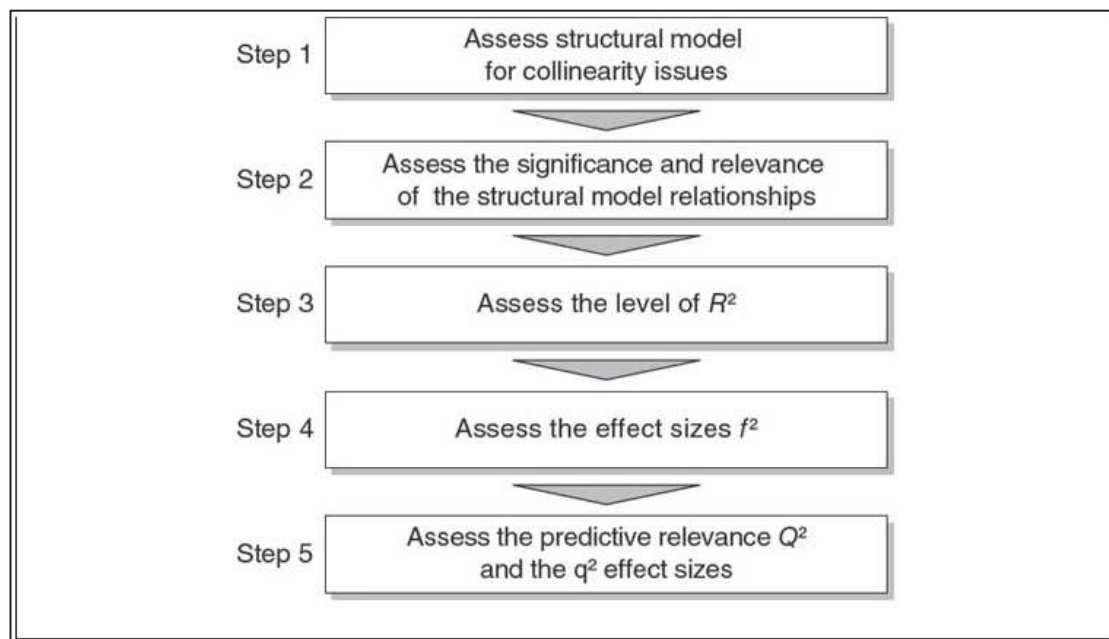 Step 1
Assess structural model
for collinearity issues
Step 2
Assess the significance and relevance
of the structural model relationships
Step 3
Assess the level of R²
Step 4
Assess the effect sizes f²
Step 5
Assess the predictive relevance Q²
and the q² effect sizes